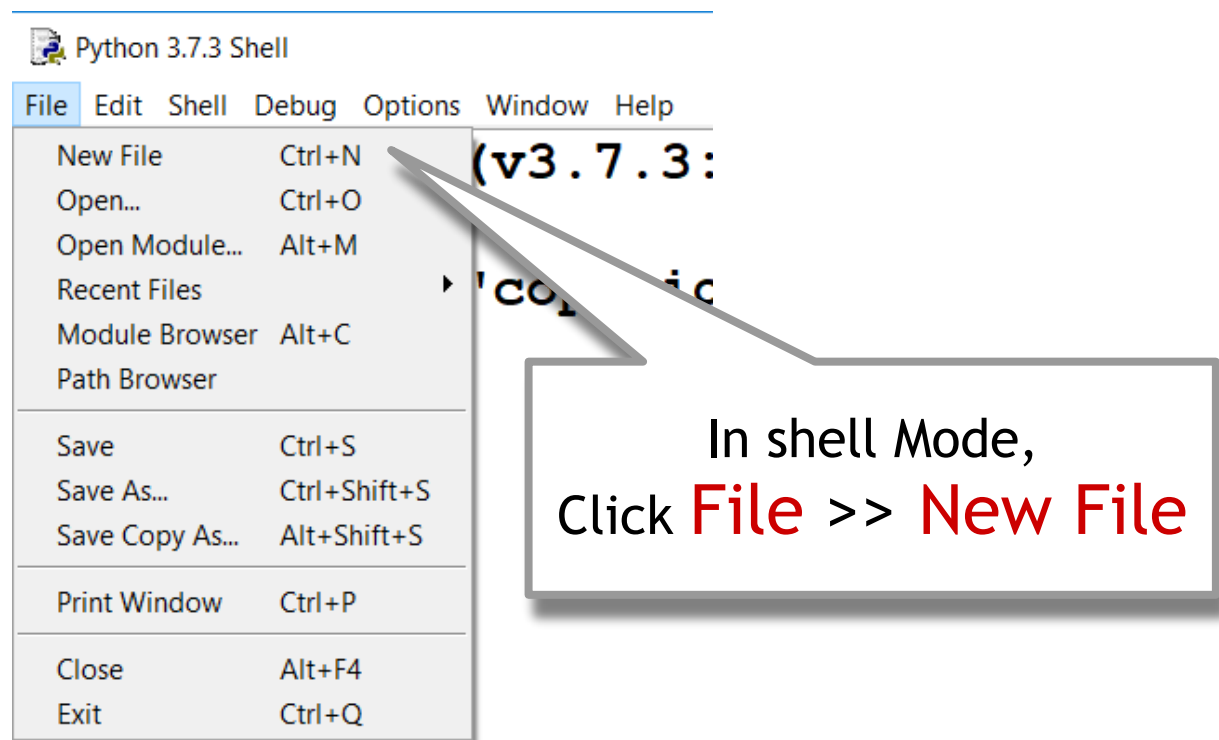 Python 3.7.3 Shell
File Edit Shell Debug Options Window Help
New File Ctrl+N
(v3.7.3:
Open... Ctrl+O
Open Module... Alt+M
Recent Files
Module Browser Alt+C
Path Browser
Save Ctrl+S
Save As... Ctrl+Shift+S
Save Copy As... Alt+Shift+S
Print Window Ctrl+P
Close Alt+F4
Exit Ctrl+Q
In shell Mode,
Click File >> New File